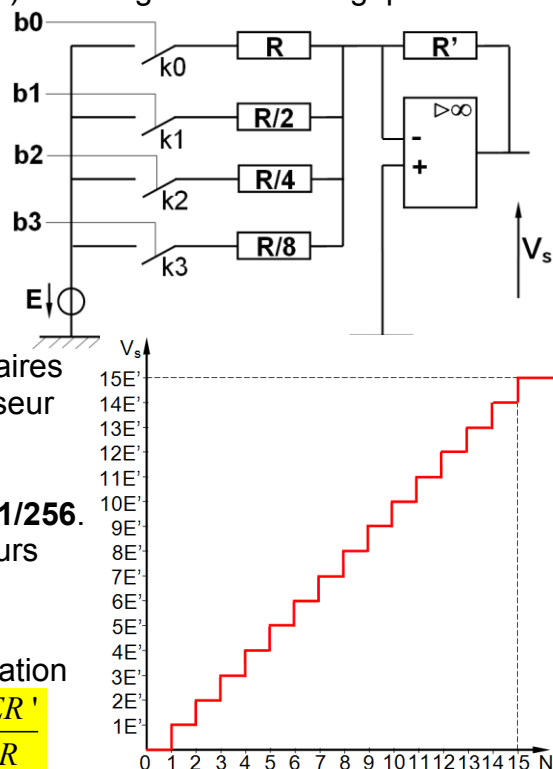 b0
R
R'
k0
▷∞
b1
R/2
-
k1
+
b2
R/4
k2
b3
R/8
k3
Vs
E
Vs
aires
seur
1/256.
urs
ation
R'
R
15E'
14E'
13E'
12E'
11E'
10E'
9E'
8E'
7E'
6E'
5E'
4E'
3E'
2E'
1E'
0 1 2 3 4 5 6 7 8 9 10 11 12 13 14 15 N